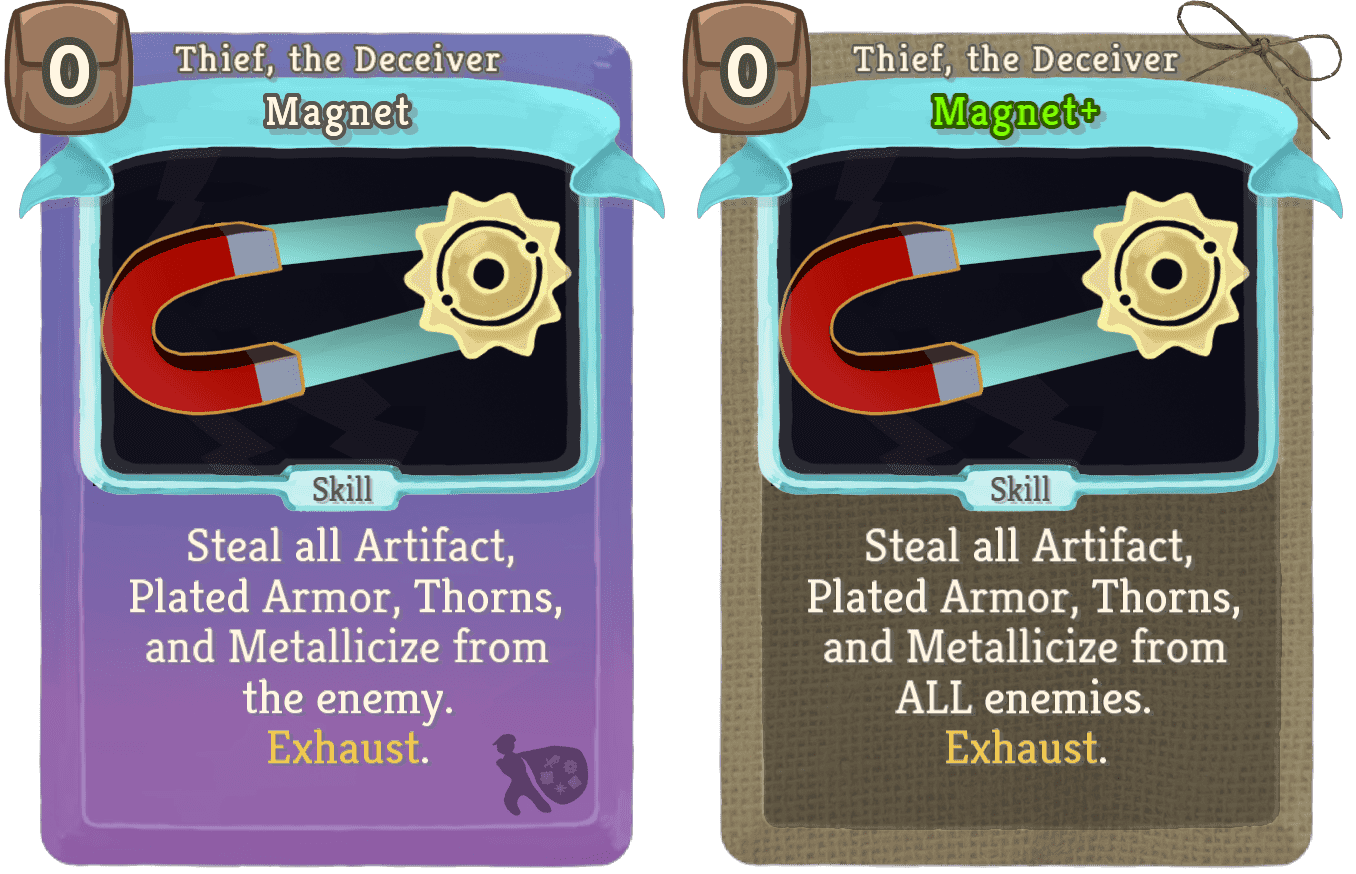 0
Thief, the Deceiver
Magnet
Skill
Steal all Artifact,
Plated Armor, Thorns,
and Metallicize from
the enemy.
Exhaust.
0
Thief, the Deceiver
Magnet+
Skill
Steal all Artifact,
Plated Armor, Thorns,
and Metallicize from
ALL enemies.
Exhaust.